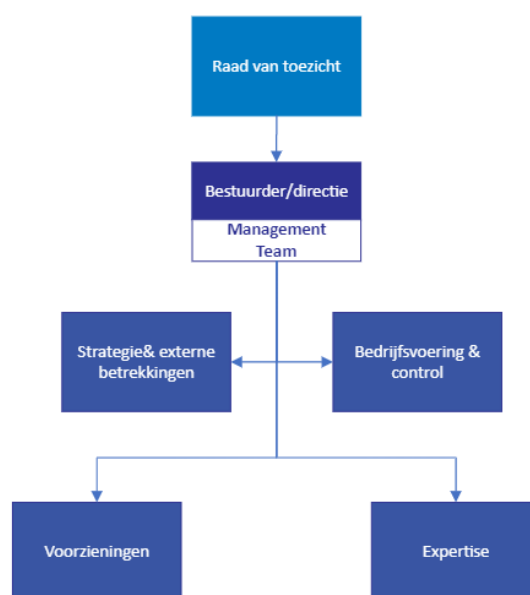 Raad van toezicht
Bestuurder/directie
Management
Team
Strategie& externe
betrekkingen
Bedrijfsvoering &
control
Voorzieningen
Expertise